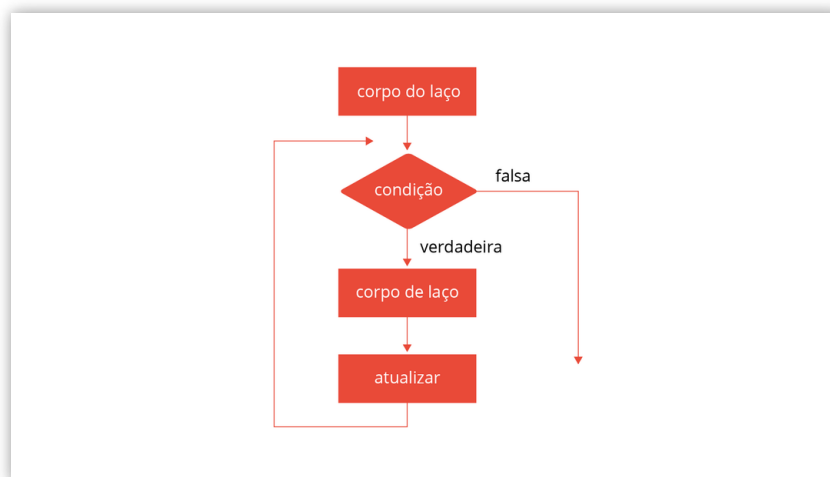 corpo do laço
condição
falsa
verdadeira
corpo de laço
atualizar